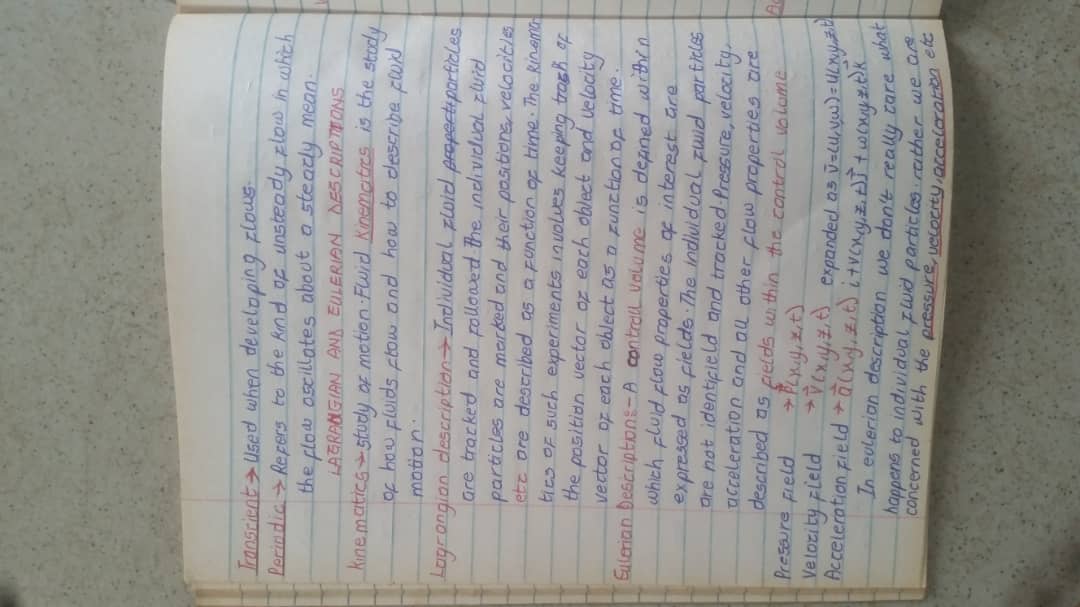 Transcient → Used when developing flows.
Periodic → Refers to the kind of unsteady flow in which
the flow oscillates about a steady mean.
LAGRANGIAN AND EULERIAN DESCRIPTIONS
Kinematics → study of motion. Fluid Kinematics is the study
of how fluids flow and how to describe fluid
motion.
Lagrangian description → Individual fluid particles
are tracked and followed. The individual fluid
particles are marked and their positions, velocities
etc are described as a function of time. The kinema
tics of such experiments involves keeping track of
the position vector of each object and velocity
vector of each object as a function of time.
Eulerian Descriptions - A controll volume is defined within
which fluid flow properties of interest are
expressed as fields. The individual fluid particles
are not identifield and tracked. Pressure, velocity,
acceleration and all other flow properties are
described as fields within the control volume
Pressure field → P⃗(x,y,z,t)
Velocity field → v⃗(x,y,z,t) expanded as v⃗=(u,v,w)=u(x,y,z,t)
Acceleration field → a⃗(x,y,z,t) i+v(x,y,z,t)j⃗ + w(x,y,z,t)k⃗
In eulerian description we don't really care what
happens to individual fluid particles. rather we are
concerned with the pressure, velocity, acceleration etc